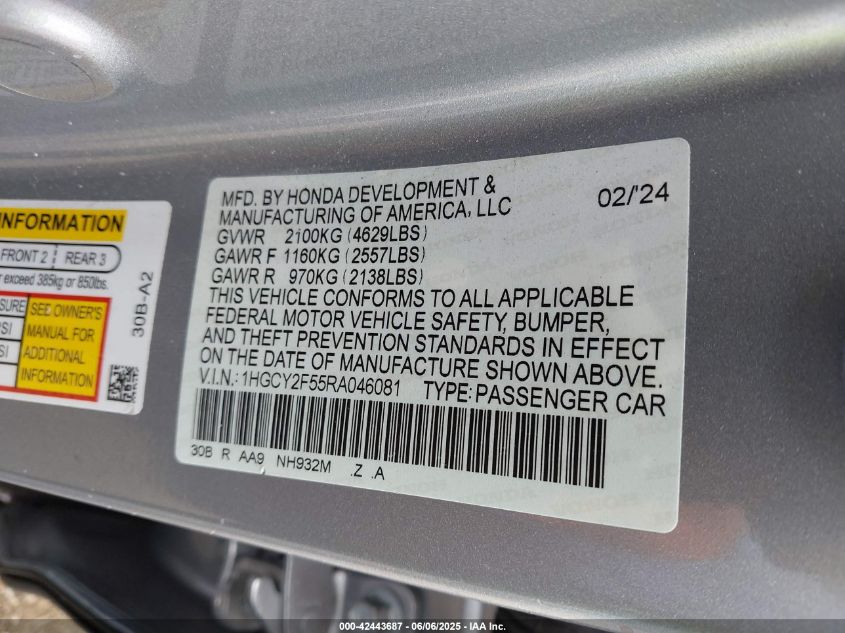 INFORMATION
FRONT 2 REAR 3
exceed 385kg or 850lbs.
SEE OWNER'S
MANUAL FOR
ADDITIONAL
INFORMATION
30B-A2
MFD. BY HONDA DEVELOPMENT &
MANUFACTURING OF AMERICA, LLC
02/'24
GVWR 2100KG (4629LBS)
GAWR F 1160KG (2557LBS)
GAWR R 970KG (2138LBS)
THIS VEHICLE CONFORMS TO ALL APPLICABLE
FEDERAL MOTOR VEHICLE SAFETY, BUMPER,
AND THEFT PREVENTION STANDARDS IN EFFECT
ON THE DATE OF MANUFACTURE SHOWN ABOVE.
V.I.N.: 1HGCY2F55RA046081 TYPE: PASSENGER CAR
30B R AA9 NH932M .Z .A
000-42443687 - 06/06/2025 - IAA Inc.